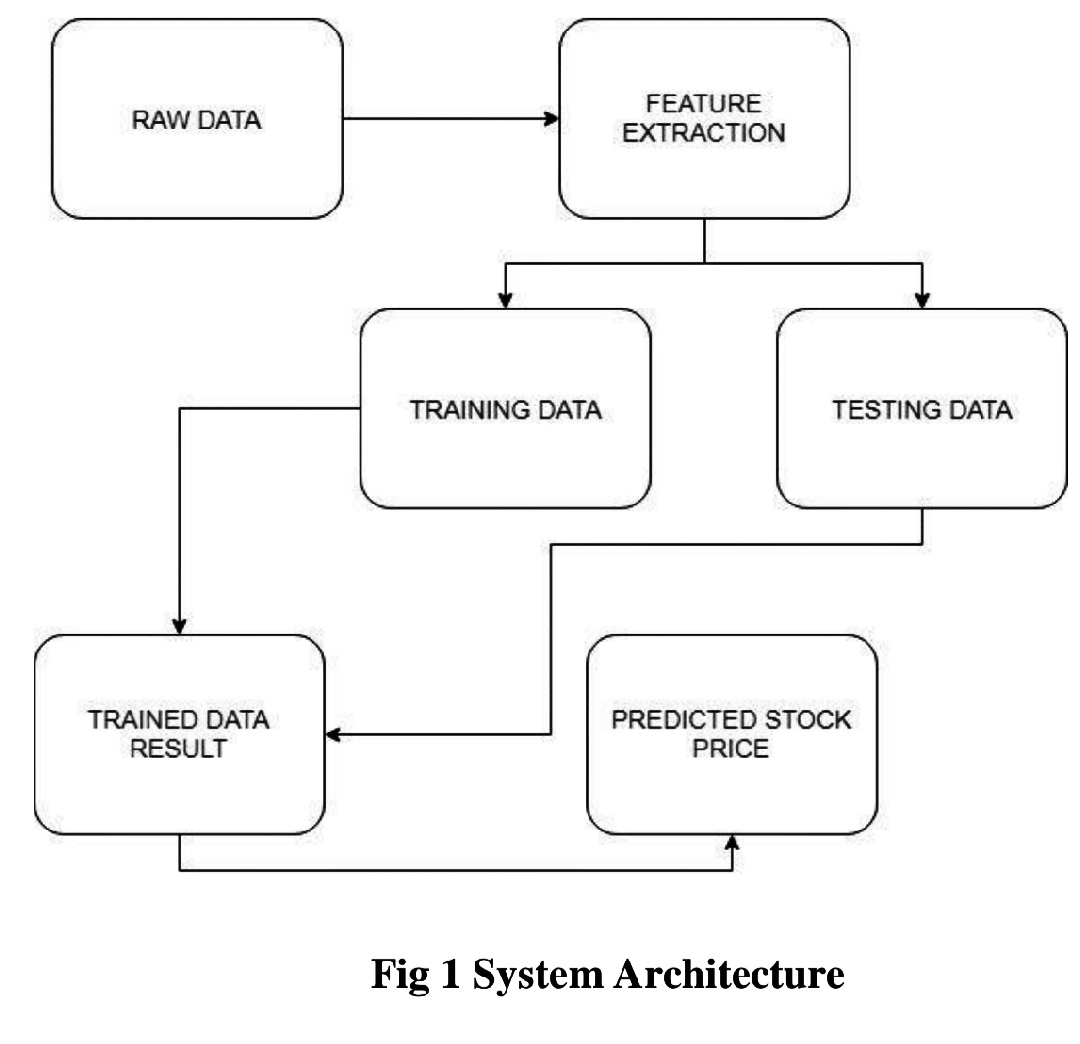 RAW DATA
FEATURE
EXTRACTION
TRAINING DATA
TESTING DATA
TRAINED DATA
RESULT
PREDICTED STOCK
PRICE
Fig 1 System Architecture